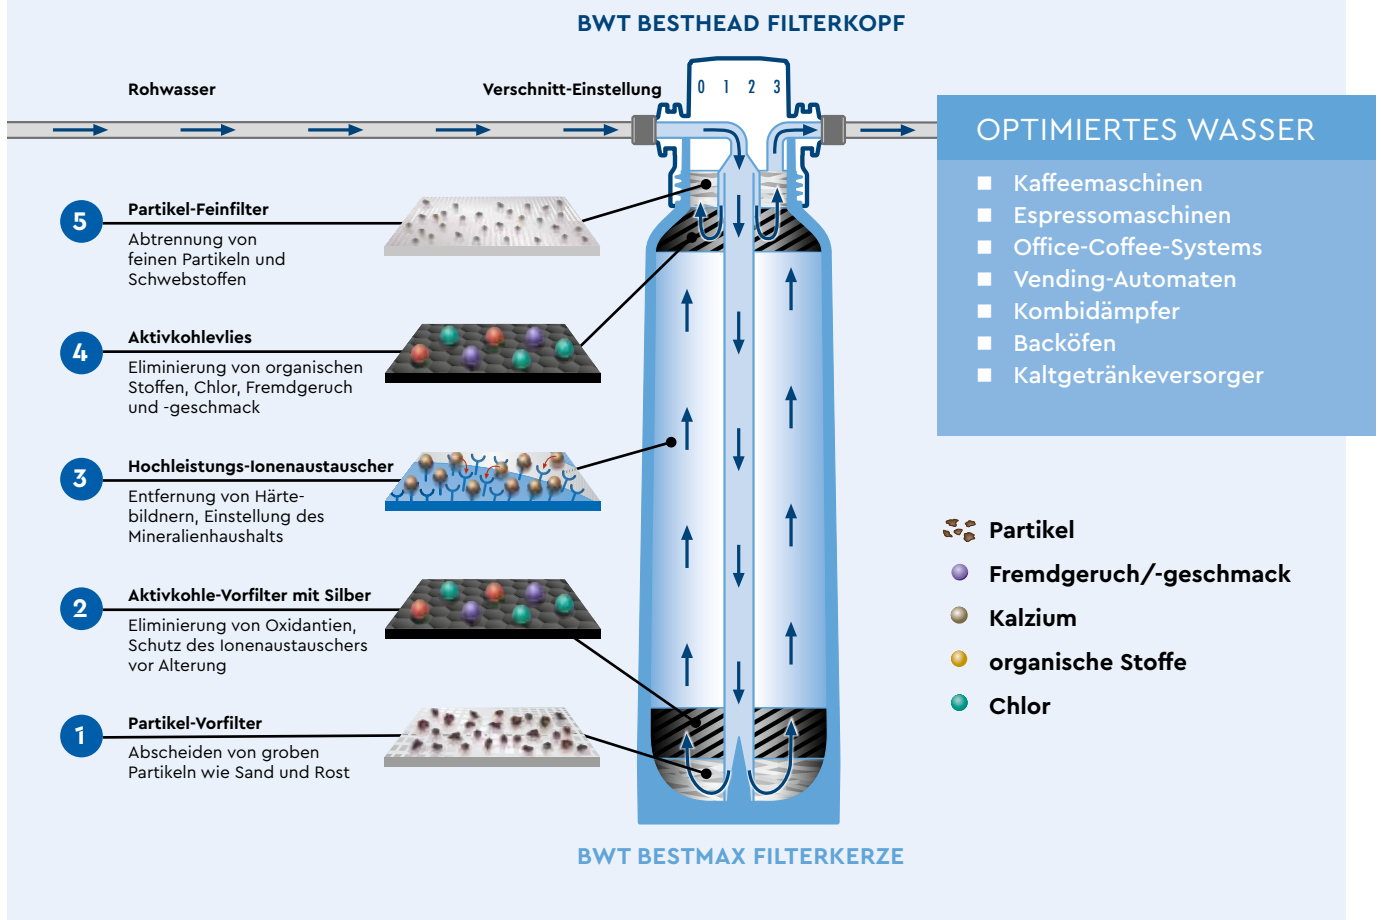 BWT BESTHEAD FILTERKOPF
Rohwasser
Verschnitt-Einstellung
0 1 2 3
OPTIMIERTES WASSER
Kaffeemaschinen
Espressomaschinen
Office-Coffee-Systems
Vending-Automaten
Kombidämpfer
Backöfen
Kaltgetränkeversorger
5
Partikel-Feinfilter
Abtrennung von
feinen Partikeln und
Schwebstoffen
4
Aktivkohlevlies
Eliminierung von organischen
Stoffen, Chlor, Fremdgeruch
und -geschmack
3
Hochleistungs-Ionenaustauscher
Entfernung von Härte-
bildnern, Einstellung des
Mineralienhaushalts
2
Aktivkohle-Vorfilter mit Silber
Eliminierung von Oxidantien,
Schutz des Ionenaustauschers
vor Alterung
1
Partikel-Vorfilter
Abscheiden von groben
Partikeln wie Sand und Rost
Partikel
Fremdgeruch/-geschmack
Kalzium
organische Stoffe
Chlor
BWT BESTMAX FILTERKERZE